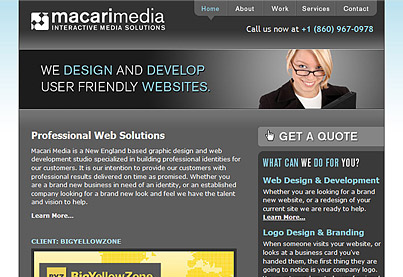 macarimedia
INTERACTIVE MEDIA SOLUTIONS
Home About Work Services Contact
Call us now at +1 (860) 967-0978
WE DESIGN AND DEVELOP
USER FRIENDLY WEBSITES.
Professional Web Solutions
Macari Media is a New England based graphic design and web
development studio specialized in building professional identities for
our customers. It is our intention to provide our customers with
professional results delivered on time as promised. Whether you
are a brand new business in need of an identity, or an established
company looking for a brand new look and feel we have the talent
and vision to help.
Learn More...
CLIENT: BIGYELLOWZONE
BYZ BigYellowZone
GET A QUOTE
WHAT CAN WE DO FOR YOU?
Web Design & Development
Whether you are looking for a brand
new website, or a redesign of your
current site we are ready to help.
Learn More...
Logo Design & Branding
When someone visits your website, or
looks at a business card you've
handed them, the first thing they are
going to notice is your company logo.